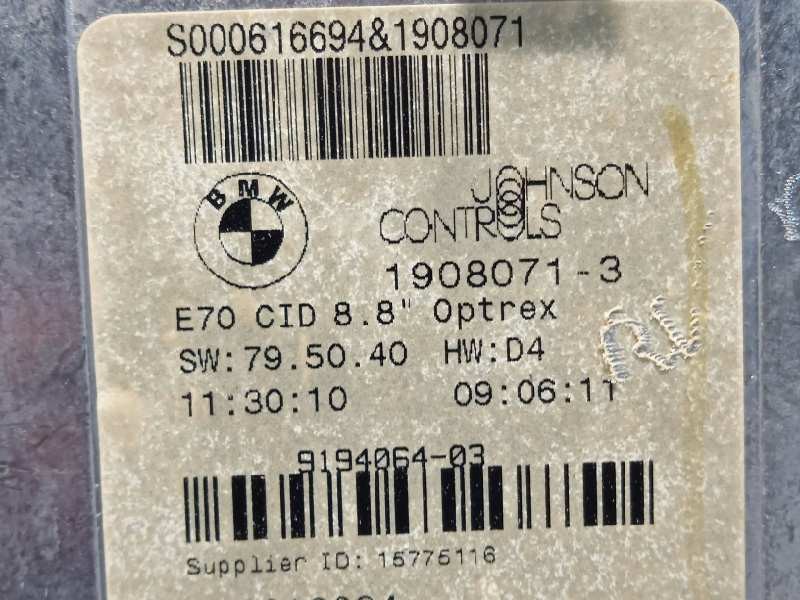 S000616694&1908071
BMW
JOHNSON
CONTROLS
1908071-3
E70 CID 8.8" Optrex
SW:79.50.40 HW:D4
11:30:10 09:06:11
9194064-03
Supplier ID: 15775116